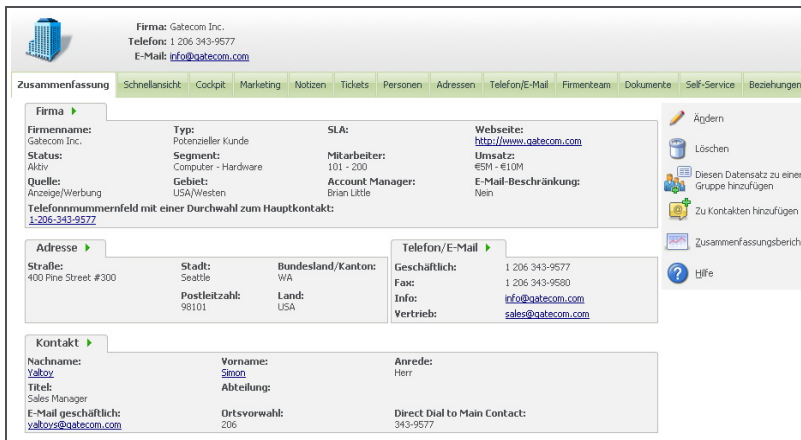 Firma: Gatecom Inc.
Telefon: 1 206 343-9577
E-Mail: info@gatecom.com
Zusammenfassung Schnellansicht Cockpit Marketing Notizen Tickets Personen Adressen Telefon/E-Mail Firmenteam Dokumente Self-Service Beziehungen
Firma
Firmenname: Typ: SLA: Webseite:
Gatecom Inc. Potenzieller Kunde http://www.gatecom.com
Status: Segment: Mitarbeiter: Umsatz:
Aktiv Computer - Hardware 101 - 200 €5M - €10M
Quelle: Gebiet: Account Manager: E-Mail-Beschränkung:
Anzeige/Werbung USA/Westen Brian Little Nein
Telefonnmummernfeld mit einer Durchwahl zum Hauptkontakt:
1-206-343-9577
Adresse
Straße: Stadt: Bundesland/Kanton:
400 Pine Street #300 Seattle WA
Postleitzahl: Land:
98101 USA
Telefon/E-Mail
Geschäftlich: 1 206 343-9577
Fax: 1 206 343-9580
Info: info@gatecom.com
Vertrieb: sales@gatecom.com
Kontakt
Nachname: Vorname: Anrede:
Yaltoy Simon Herr
Titel: Abteilung:
Sales Manager
E-Mail geschäftlich: Ortsvorwahl: Direct Dial to Main Contact:
yaltoys@gatecom.com 206 343-9577
Ändern
Löschen
Diesen Datensatz zu einer
Gruppe hinzufügen
Zu Kontakten hinzufügen
Zusammenfassungsberich
Hilfe